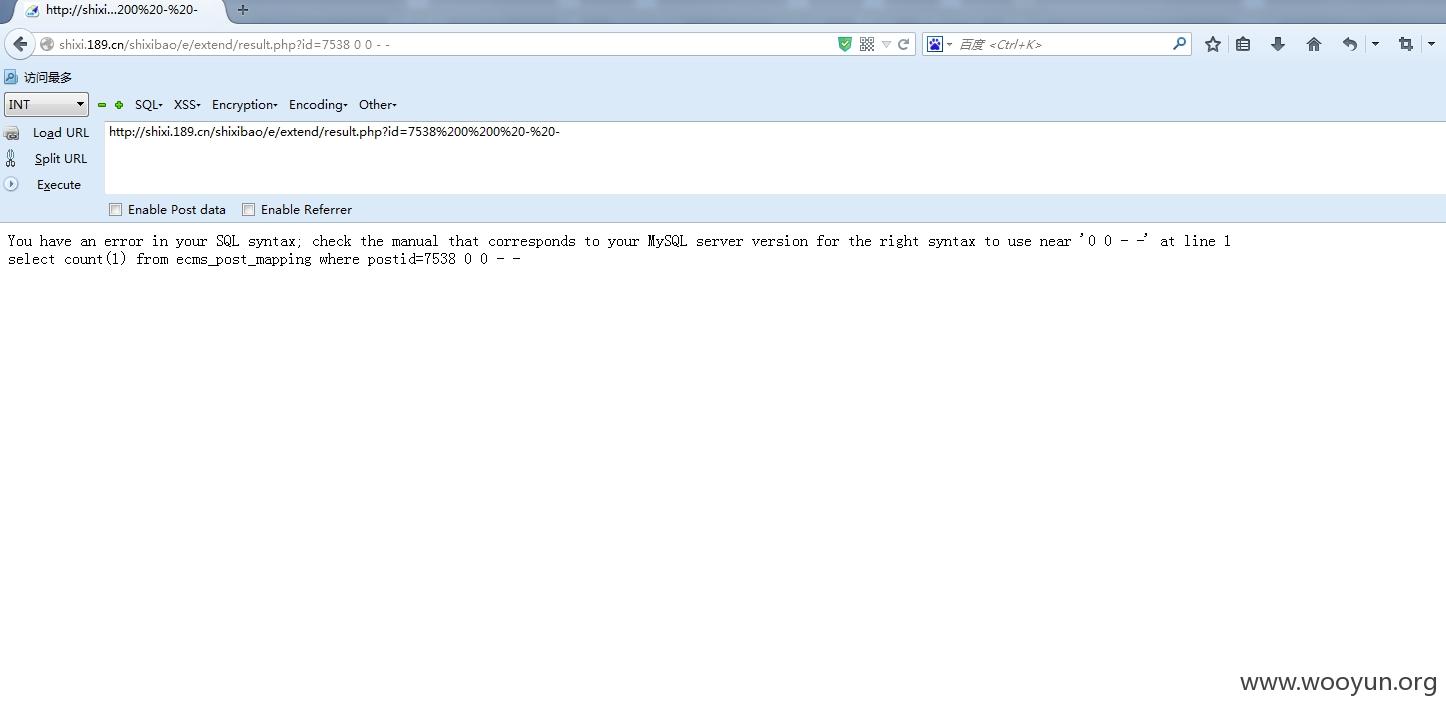 http://shixi...200%20-%20-
shixi.189.cn/shixibao/e/extend/result.php?id=7538 0 0 - -
百度 <Ctrl+K>
访问最多
INT SQL XSS Encryption Encoding Other
Load URL
http://shixi.189.cn/shixibao/e/extend/result.php?id=7538%200%200%20-%20-
Split URL
Execute
Enable Post data Enable Referrer
You have an error in your SQL syntax; check the manual that corresponds to your MySQL server version for the right syntax to use near '0 0 - -' at line 1
select count(1) from ecms_post_mapping where postid=7538 0 0 - -
www.wooyun.org